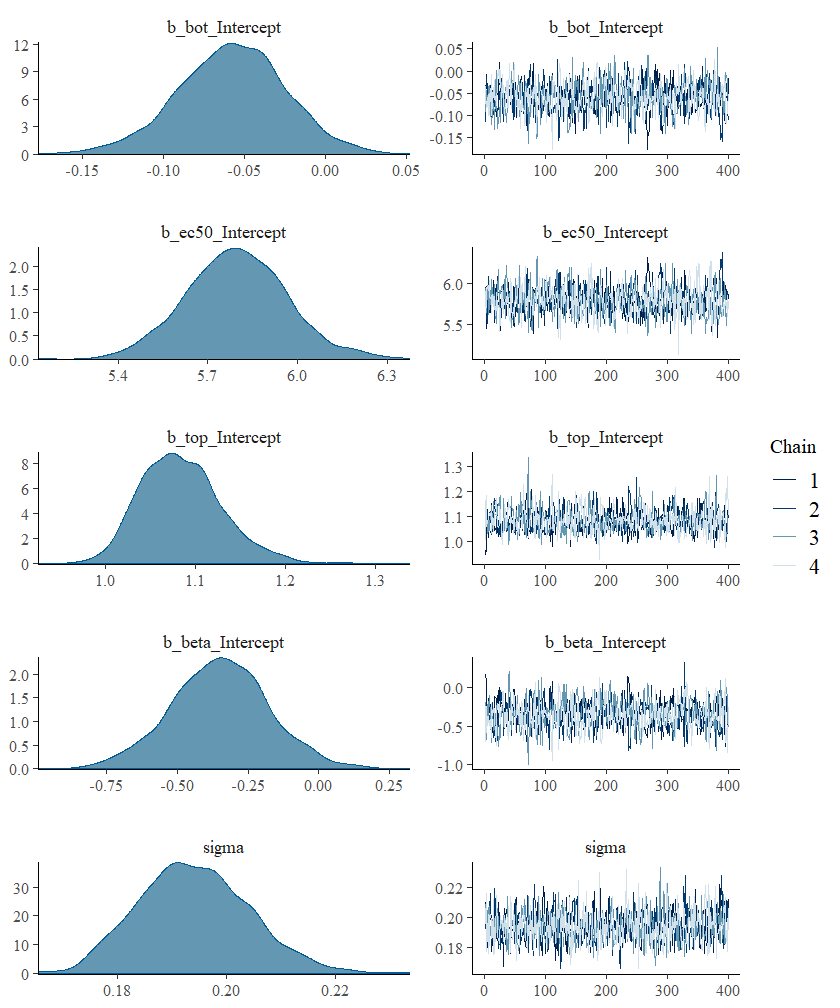 b_bot_Intercept
12
9
6
3
0
-0.15 -0.10 -0.05 0.00 0.05
b_bot_Intercept
0.05
0.00
-0.05
-0.10
-0.15
0 100 200 300 400
b_ec50_Intercept
2.0
1.5
1.0
0.5
0.0
5.4 5.7 6.0 6.3
b_ec50_Intercept
6.0
5.5
0 100 200 300 400
b_top_Intercept
8
6
4
2
0
1.0 1.1 1.2 1.3
b_top_Intercept
1.3
1.2
1.1
1.0
0 100 200 300 400
Chain
1
2
3
4
b_beta_Intercept
2.0
1.5
1.0
0.5
0.0
-0.75 -0.50 -0.25 0.00 0.25
b_beta_Intercept
0.0
-0.5
-1.0
0 100 200 300 400
sigma
30
20
10
0
0.18 0.20 0.22
sigma
0.22
0.20
0.18
0 100 200 300 400